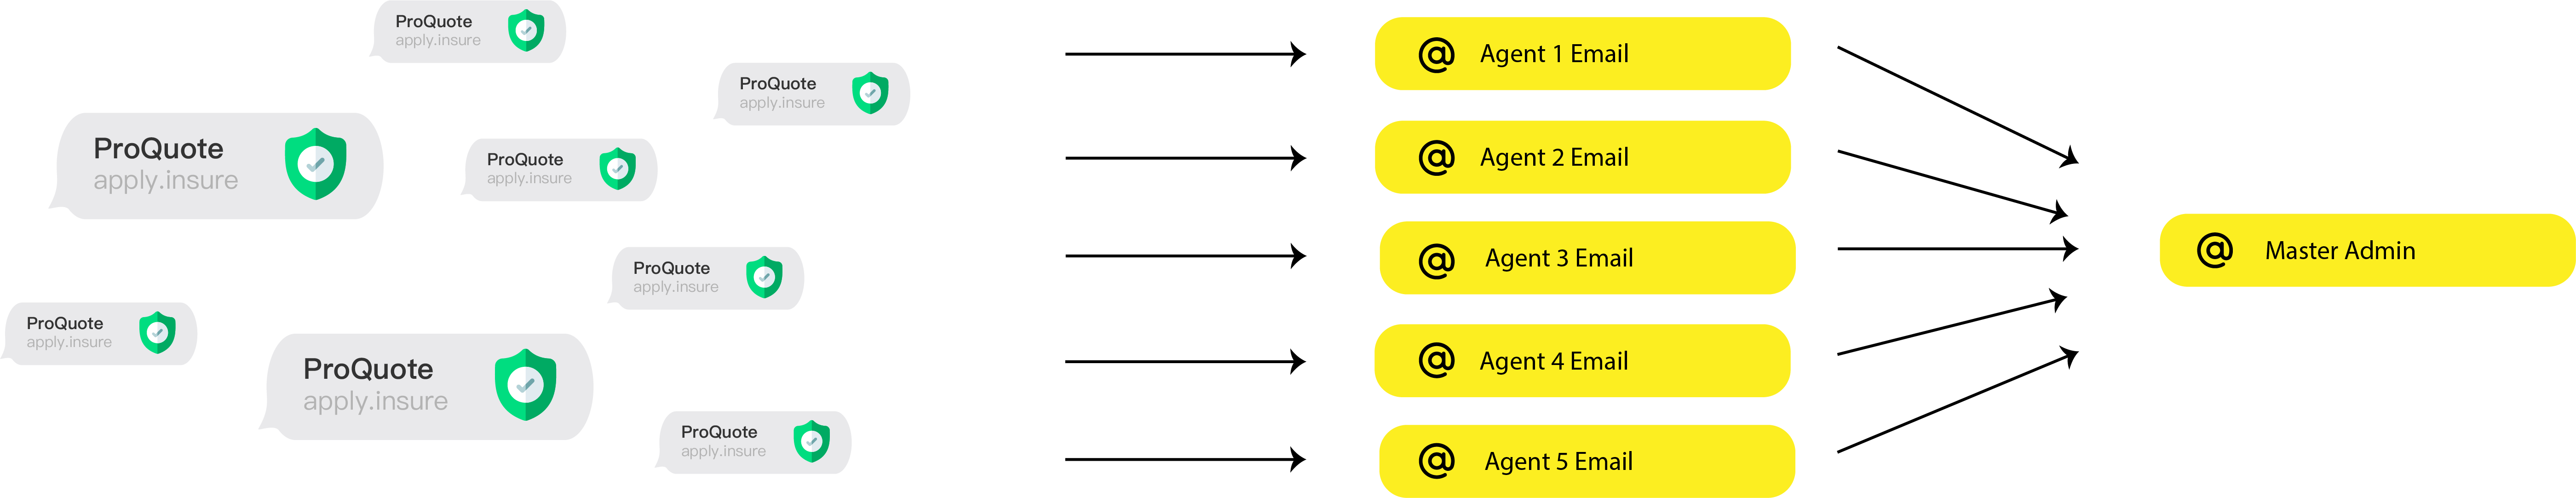 ProQuote
apply.insure
ProQuote
apply.insure
ProQuote
apply.insure
ProQuote
apply.insure
ProQuote
apply.insure
ProQuote
apply.insure
ProQuote
apply.insure
ProQuote
apply.insure
@ Agent 1 Email
@ Agent 2 Email
@ Agent 3 Email
@ Agent 4 Email
@ Agent 5 Email
@ Master Admin